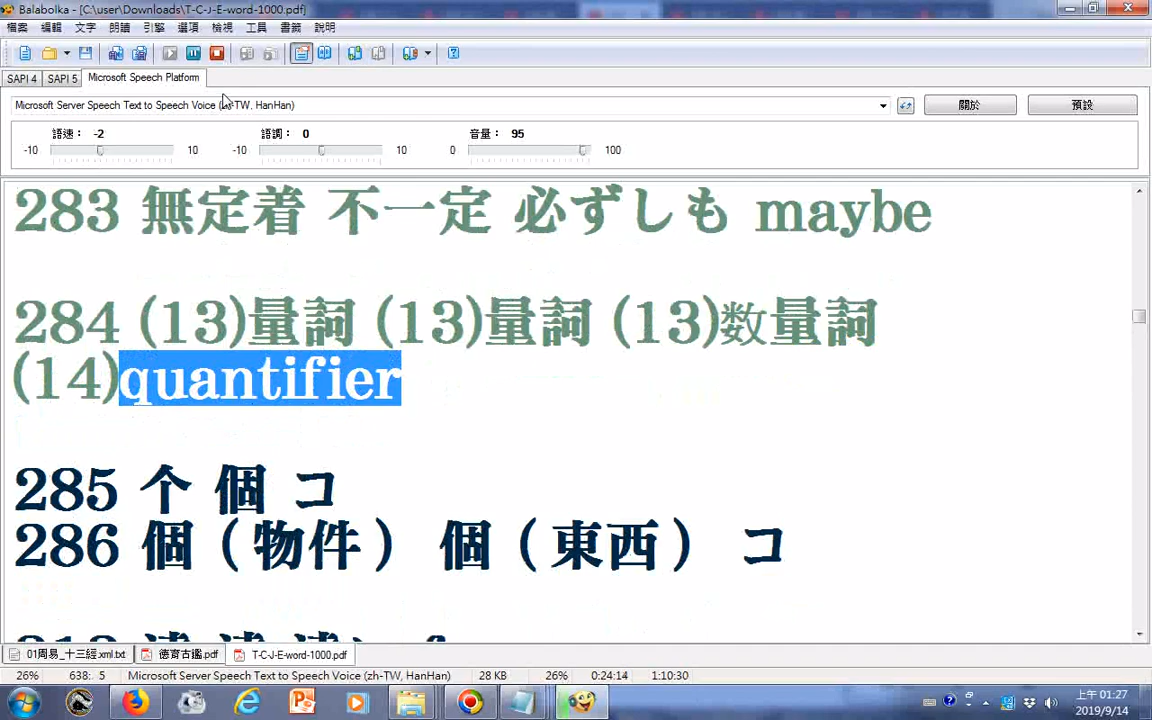 Balabolka - [C:\user\Downloads\T-C-J-E-word-1000.pdf]
檔案 編輯 文字 朗讀 引擎 選項 檢視 工具 書籤 說明
SAPI 4 SAPI 5 Microsoft Speech Platform
Microsoft Server Speech Text to Speech Voice (zh-TW, HanHan) 關於 預設
語速： -2 語調： 0 音量： 95
-10 10 -10 10 0 100
283 無定着 不一定 必ずしも maybe
284 (13)量詞 (13)量詞 (13)数量詞
(14)quantifier
285 个 個 コ
286 個（物件） 個（東西） コ
01周易_十三經.xml.txt 德育古鑑.pdf T-C-J-E-word-1000.pdf
26% 638: 5 Microsoft Server Speech Text to Speech Voice (zh-TW, HanHan) 28 KB 26% 0:24:14 1:10:30
上午 01:27
2019/9/14